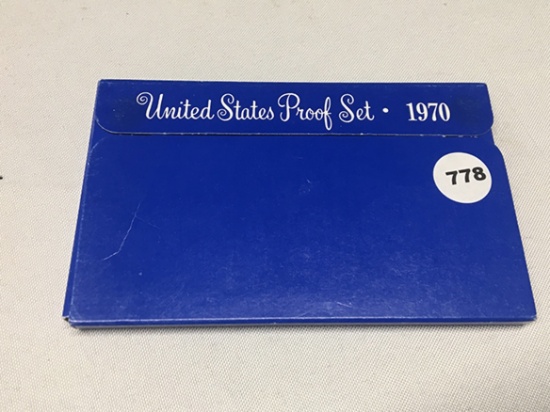 United States Proof Set • 1970
778